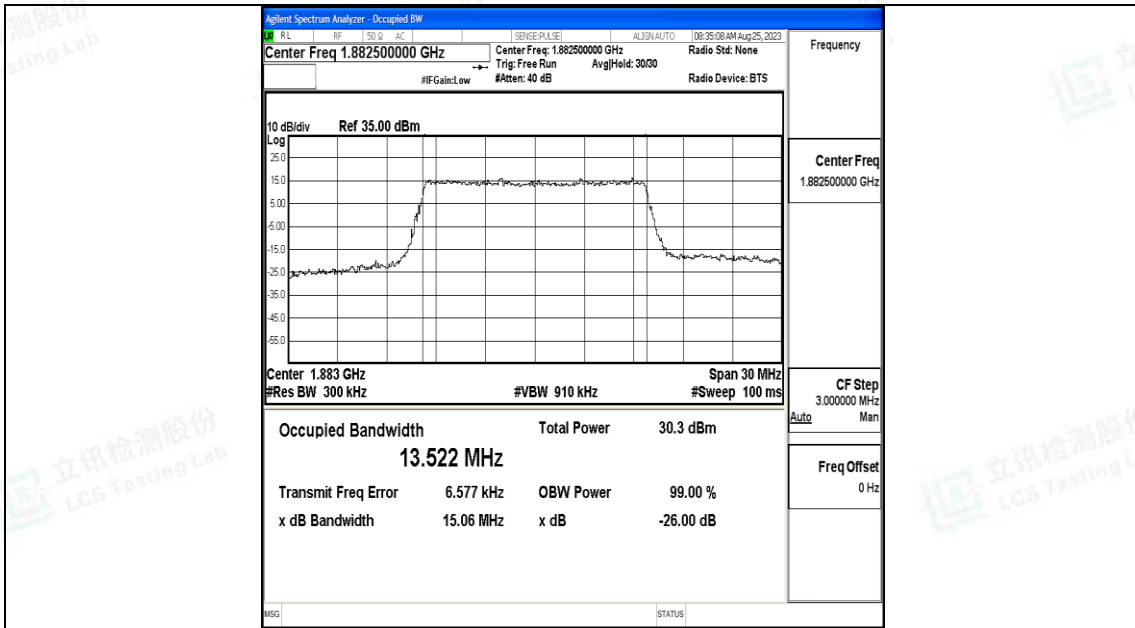 Agilent Spectrum Analyzer - Occupied BW
RL RF 50 Ω AC SENSE:PULSE ALIGN AUTO 08:35:08 AM Aug 25, 2023
Center Freq 1.882500000 GHz Center Freq: 1.882500000 GHz Radio Std: None
Trig: Free Run Avg|Hold: 30/30
#IFGain:Low #Atten: 40 dB Radio Device: BTS
10 dB/div Ref 35.00 dBm
Log
25.0
15.0
5.00
-5.00
-15.0
-25.0
-35.0
-45.0
-55.0
Center 1.883 GHz Span 30 MHz
#Res BW 300 kHz #VBW 910 kHz #Sweep 100 ms
Occupied Bandwidth Total Power 30.3 dBm
13.522 MHz
Transmit Freq Error 6.577 kHz OBW Power 99.00 %
x dB Bandwidth 15.06 MHz x dB -26.00 dB
MSG STATUS
Frequency
Center Freq
1.882500000 GHz
CF Step
3.000000 MHz
Auto Man
Freq Offset
0 Hz
立讯检测股份
LCS Testing Lab